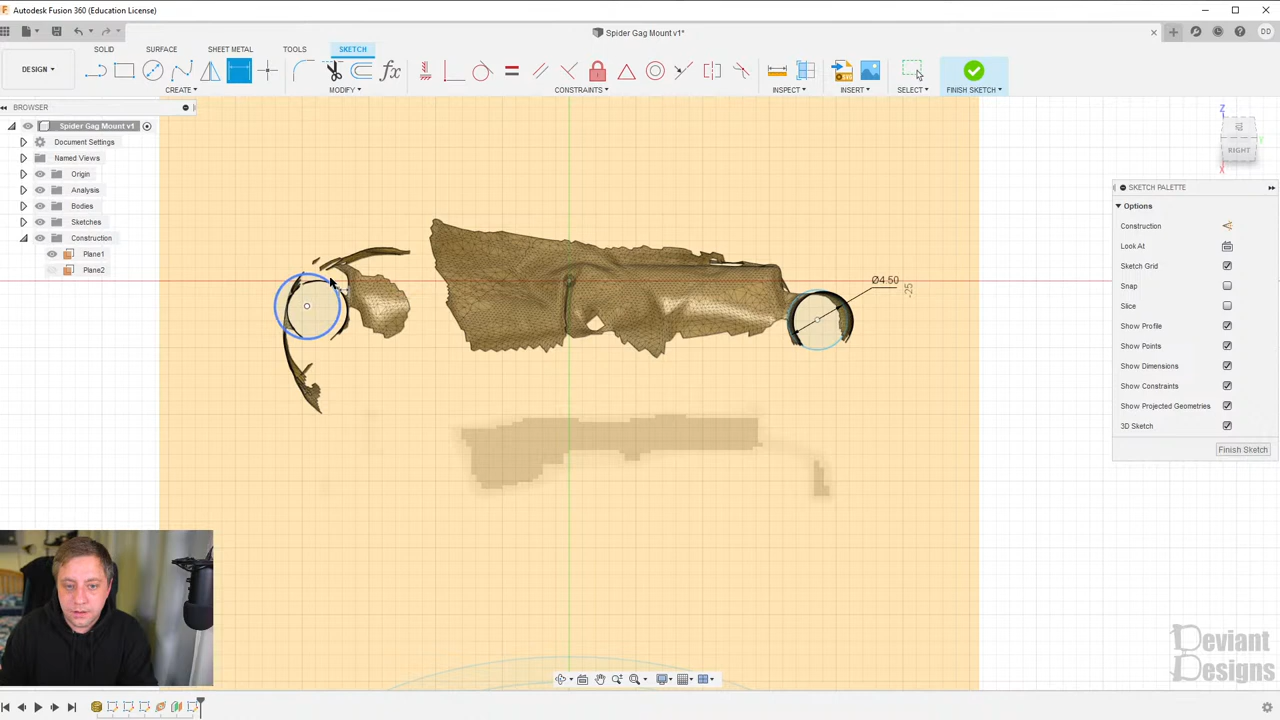 Autodesk Fusion 360 (Education License)
Spider Gag Mount v1*
DD
DESIGN
SOLID
SURFACE
SHEET METAL
TOOLS
SKETCH
CREATE
MODIFY
CONSTRAINTS
INSPECT
INSERT
SELECT
FINISH SKETCH
BROWSER
Spider Gag Mount v1
Document Settings
Named Views
Origin
Analysis
Bodies
Sketches
Construction
Plane1
Plane2
Z
RIGHT
X
SKETCH PALETTE
Options
Construction
Look At
Sketch Grid
Snap
Slice
Show Profile
Show Points
Show Dimensions
Show Constraints
Show Projected Geometries
3D Sketch
Finish Sketch
Ø4.50
-25
Deviant
Designs